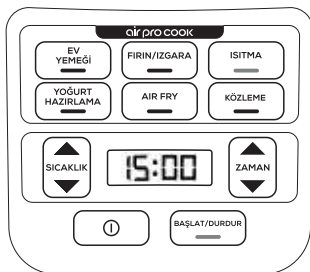 air pro cook
EV
YEMEĞİ
FIRIN/IZGARA
ISITMA
YOĞURT
HAZIRLAMA
AIR FRY
KÖZLEME
SICAKLIK
15:00
ZAMAN
BAŞLAT/DURDUR